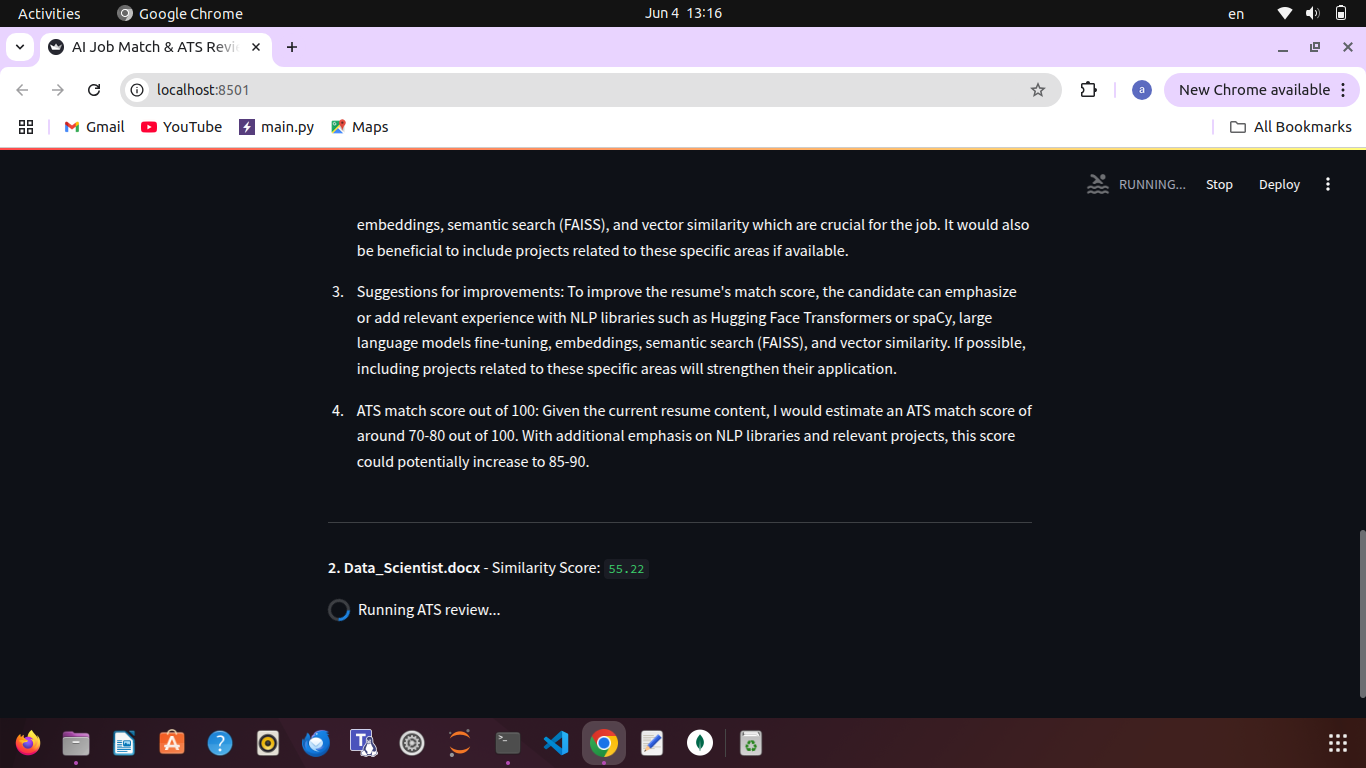 Activities
Google Chrome
Jun 4 13:16
en
AI Job Match & ATS Revi
localhost:8501
a
New Chrome available
Gmail
YouTube
main.py
Maps
All Bookmarks
RUNNING...
Stop
Deploy
embeddings, semantic search (FAISS), and vector similarity which are crucial for the job. It would also
be beneficial to include projects related to these specific areas if available.
3. Suggestions for improvements: To improve the resume's match score, the candidate can emphasize
or add relevant experience with NLP libraries such as Hugging Face Transformers or spaCy, large
language models fine-tuning, embeddings, semantic search (FAISS), and vector similarity. If possible,
including projects related to these specific areas will strengthen their application.
4. ATS match score out of 100: Given the current resume content, I would estimate an ATS match score of
around 70-80 out of 100. With additional emphasis on NLP libraries and relevant projects, this score
could potentially increase to 85-90.
2. Data_Scientist.docx - Similarity Score: 55.22
Running ATS review...